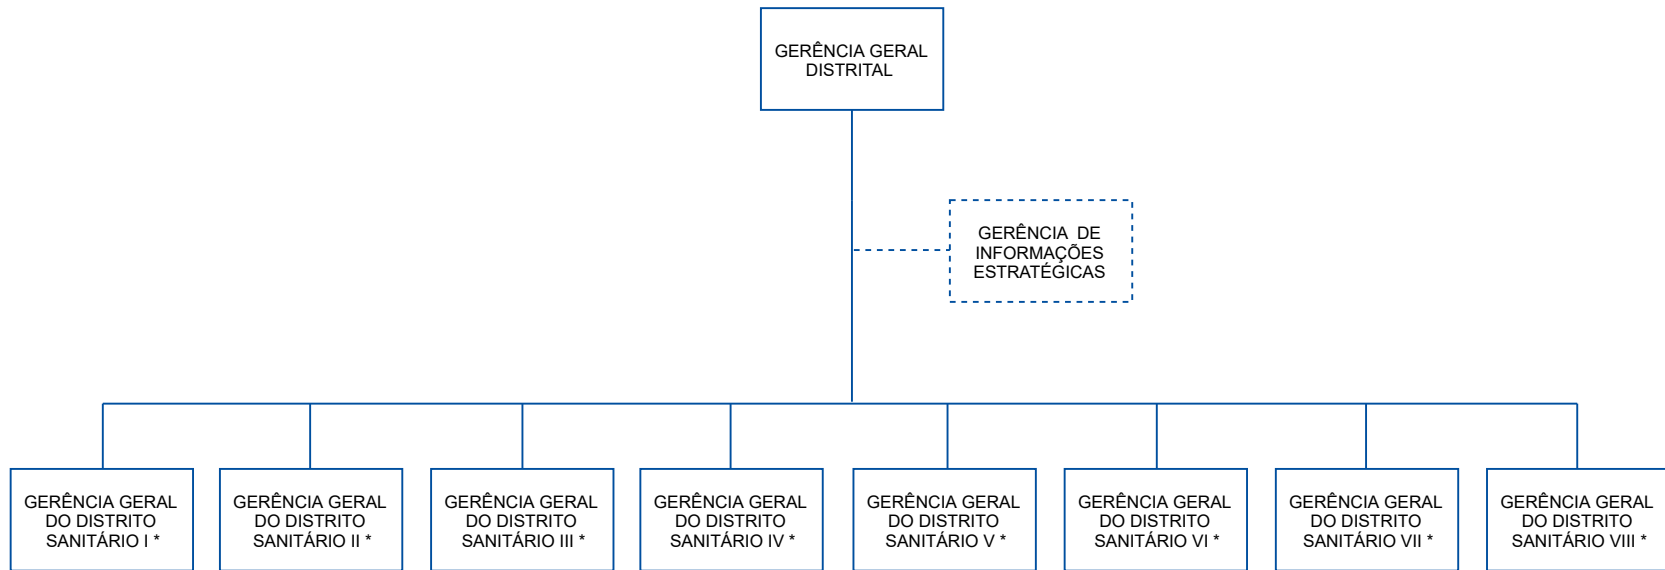 GERÊNCIA GERAL
DISTRITAL
GERÊNCIA  DE
INFORMAÇÕES
ESTRATÉGICAS
GERÊNCIA GERAL
DO DISTRITO
SANITÁRIO I *
GERÊNCIA GERAL
DO DISTRITO
SANITÁRIO II *
GERÊNCIA GERAL
DO DISTRITO
SANITÁRIO III *
GERÊNCIA GERAL
DO DISTRITO
SANITÁRIO IV *
GERÊNCIA GERAL
DO DISTRITO
SANITÁRIO V *
GERÊNCIA GERAL
DO DISTRITO
SANITÁRIO VI *
GERÊNCIA GERAL
DO DISTRITO
SANITÁRIO VII *
GERÊNCIA GERAL
DO DISTRITO
SANITÁRIO VIII *